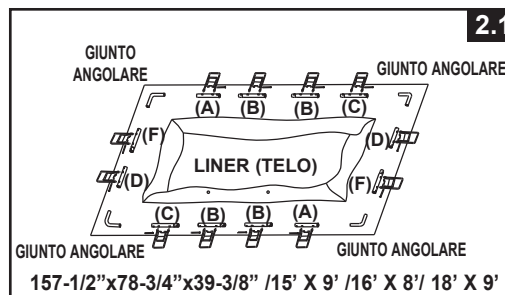 2.1
GIUNTO
ANGOLARE
GIUNTO ANGOLARE
(A) (B) (B) (C)
(F) (D)
LINER (TELO)
(D) (F)
(C) (B) (B) (A)
GIUNTO ANGOLARE GIUNTO ANGOLARE
157-1/2”x78-3/4”x39-3/8” /15’ X 9’ /16’ X 8’/ 18’ X 9’